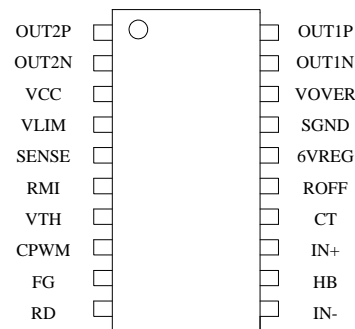 OUT2P OUT1P
OUT2N OUT1N
VCC VOVER
VLIM SGND
SENSE 6VREG
RMI ROFF
VTH CT
CPWM IN+
FG HB
RD IN-